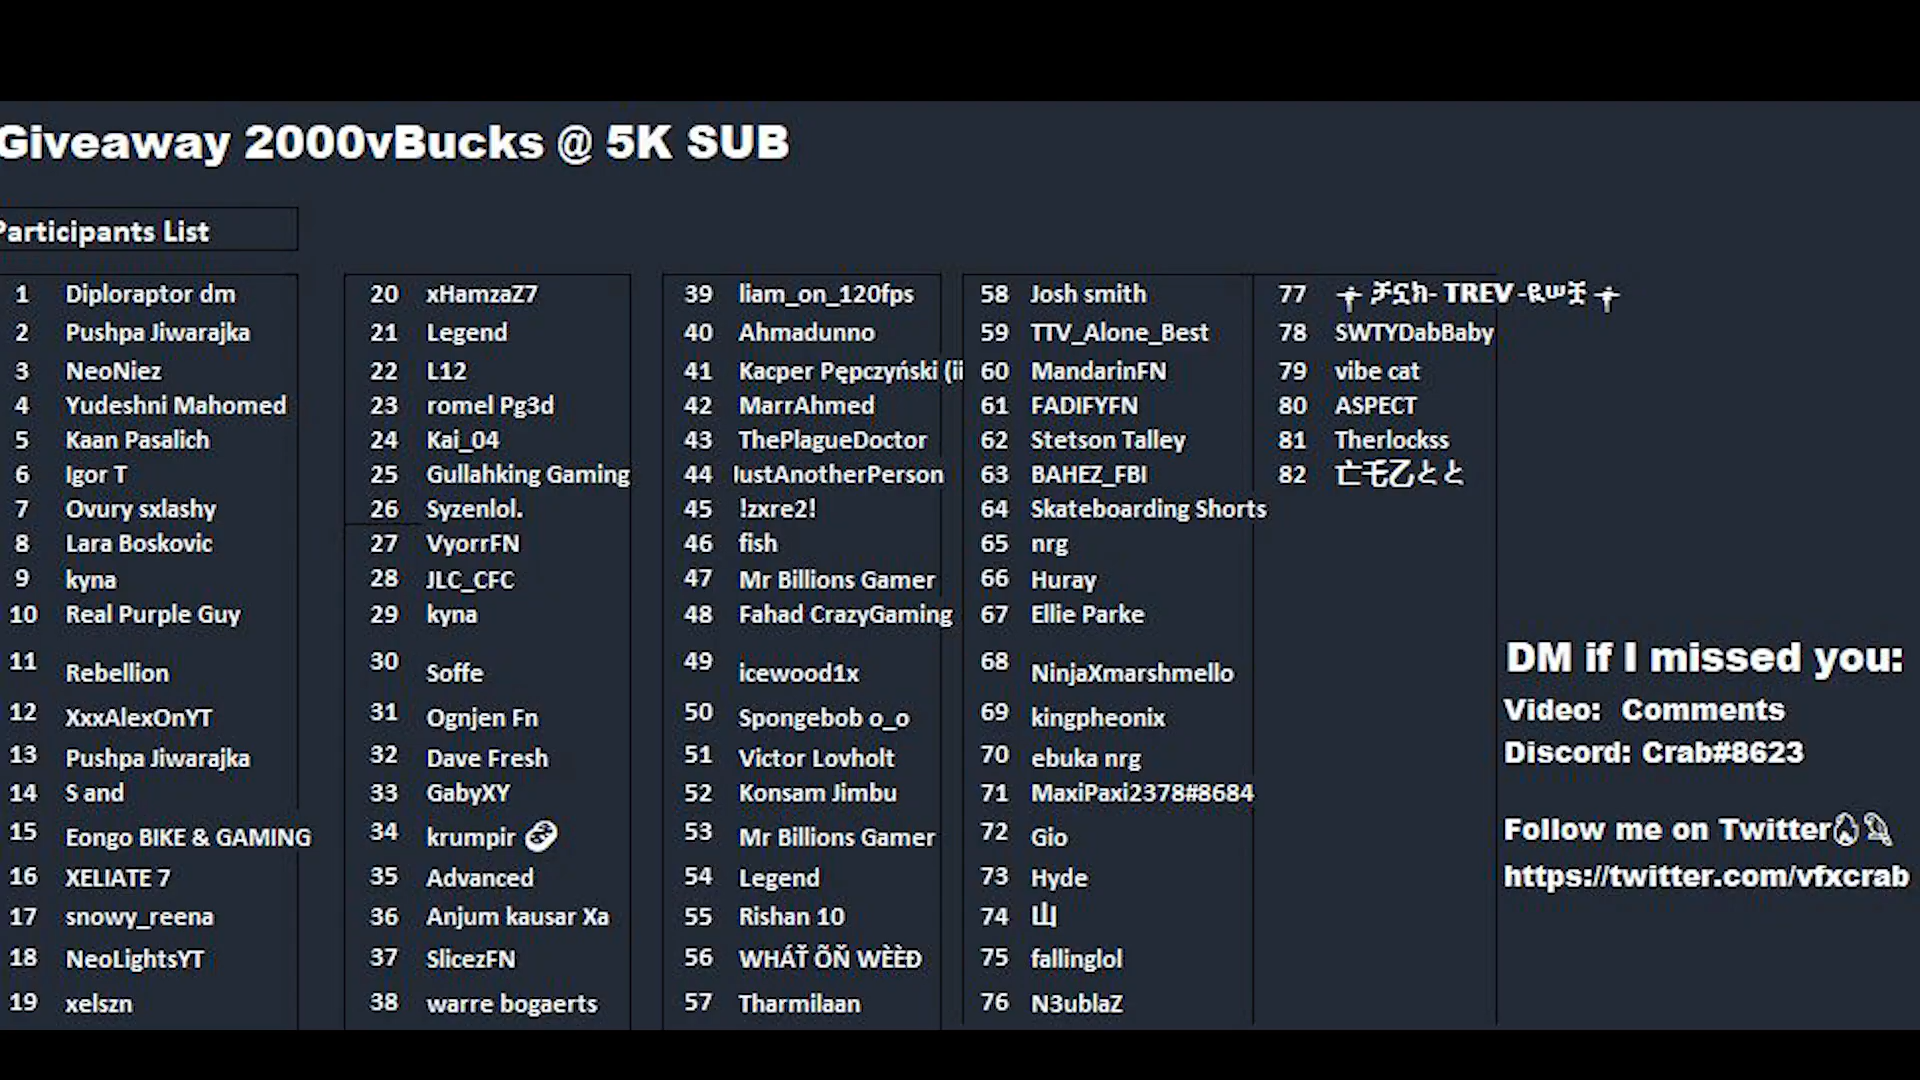 Giveaway 2000vBucks @ 5K SUB
Participants List
1 Diploraptor dm
2 Pushpa Jiwarajka
3 NeoNiez
4 Yudeshni Mahomed
5 Kaan Pasalich
6 Igor T
7 Ovury sxlashy
8 Lara Boskovic
9 kyna
10 Real Purple Guy
11 Rebellion
12 XxxAlexOnYT
13 Pushpa Jiwarajka
14 S and
15 Eongo BIKE & GAMING
16 XELIATE 7
17 snowy_reena
18 NeoLightsYT
19 xelszn
20 xHamzaZ7
21 Legend
22 L12
23 romel Pg3d
24 Kai_04
25 Gullahking Gaming
26 Syzenlol.
27 VyorrFN
28 JLC_CFC
29 kyna
30 Soffe
31 Ognjen Fn
32 Dave Fresh
33 GabyXY
34 krumpir 🥔
35 Advanced
36 Anjum kausar Xa
37 SlicezFN
38 warre bogaerts
39 liam_on_120fps
40 Ahmadunno
41 Kacper Pępczyński (ii
42 MarrAhmed
43 ThePlagueDoctor
44 JustAnotherPerson
45 !zxre2!
46 fish
47 Mr Billions Gamer
48 Fahad CrazyGaming
49 icewood1x
50 Spongebob o_o
51 Victor Lovholt
52 Konsam Jimbu
53 Mr Billions Gamer
54 Legend
55 Rishan 10
56 WHÁŤ ÕŇ WÈÈĐ
57 Tharmilaan
58 Josh smith
59 TTV_Alone_Best
60 MandarinFN
61 FADIFYFN
62 Stetson Talley
63 BAHEZ_FBI
64 Skateboarding Shorts
65 nrg
66 Huray
67 Ellie Parke
68 NinjaXmarshmello
69 kingpheonix
70 ebuka nrg
71 MaxiPaxi2378#8684
72 Gio
73 Hyde
74 山
75 fallinglol
76 N3ublaZ
77 TREV
78 SWTYDabBaby
79 vibe cat
80 ASPECT
81 Therlockss
82 亡毛乙とと
DM if I missed you:
Video: Comments
Discord: Crab#8623
Follow me on Twitter
https://twitter.com/vfxcrab